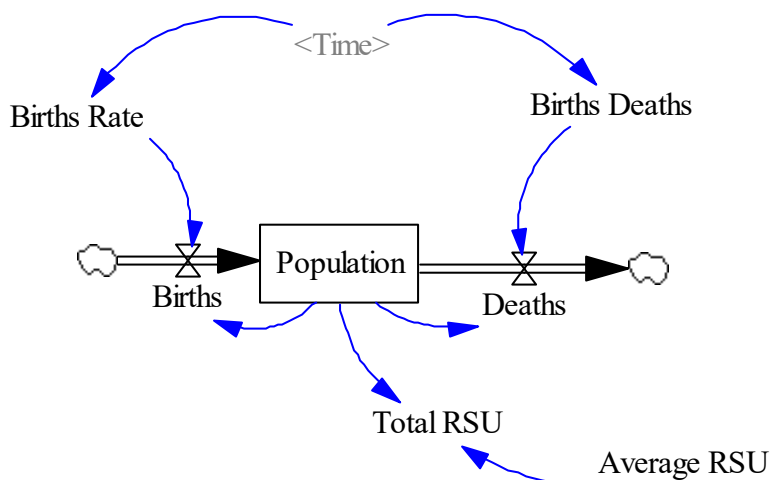 <Time>
Births Rate
Births Deaths
Population
Births
Deaths
Total RSU
Average RSU